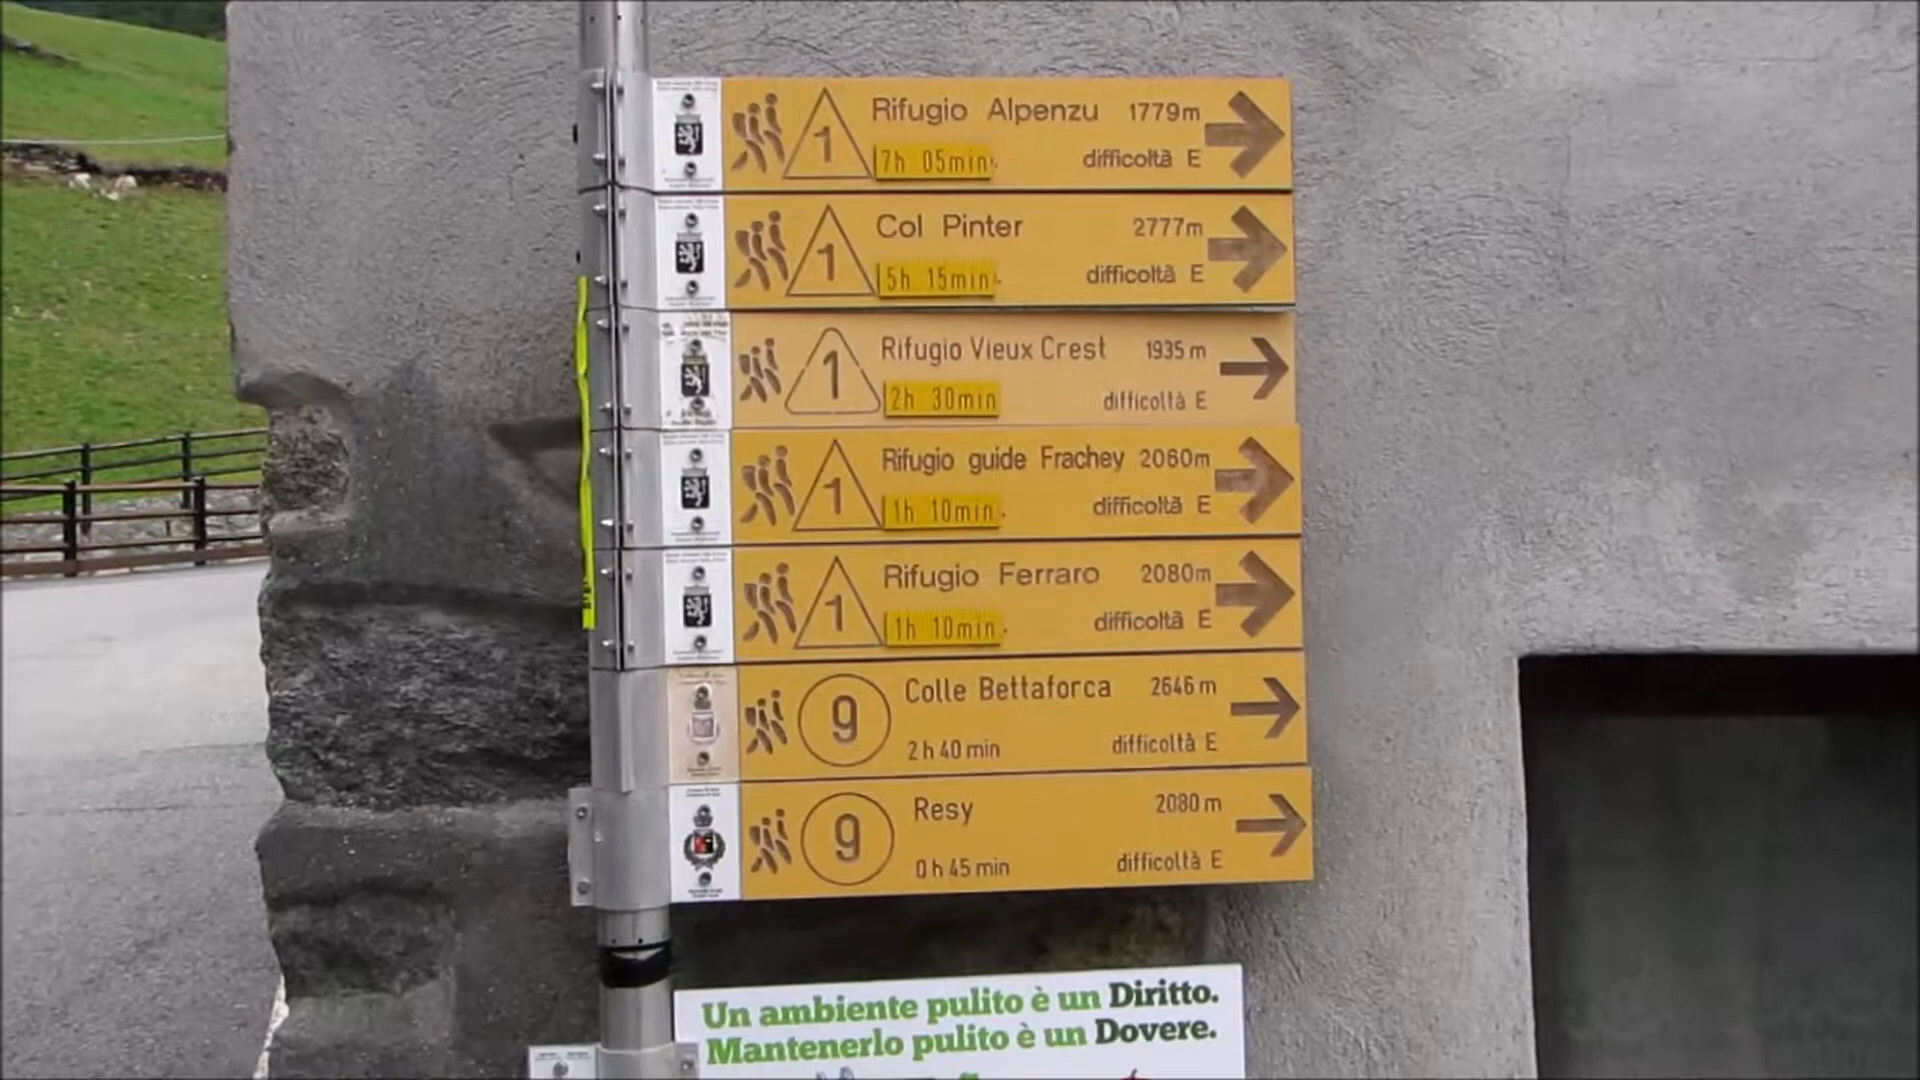 1 Rifugio Alpenzu 1779m
7h 05min. difficoltà E
1 Col Pinter 2777m
5h 15min. difficoltà E
1 Rifugio Vieux Crest 1935 m
2h 30min difficoltà E
1 Rifugio guide Frachey 2060m
1h 10min. difficoltà E
1 Rifugio Ferraro 2080m
1h 10min. difficoltà E
9 Colle Bettaforca 2646 m
2 h 40 min difficoltà E
9 Resy 2080 m
0 h 45 min difficoltà E
Un ambiente pulito è un Diritto.
Mantenerlo pulito è un Dovere.